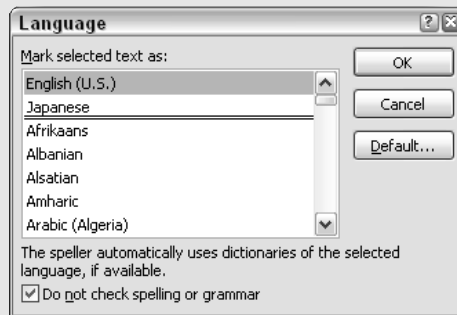 Language
Mark selected text as:
English (U.S.)
Japanese
Afrikaans
Albanian
Alsatian
Amharic
Arabic (Algeria)
OK
Cancel
Default...
The speller automatically uses dictionaries of the selected
language, if available.
Do not check spelling or grammar